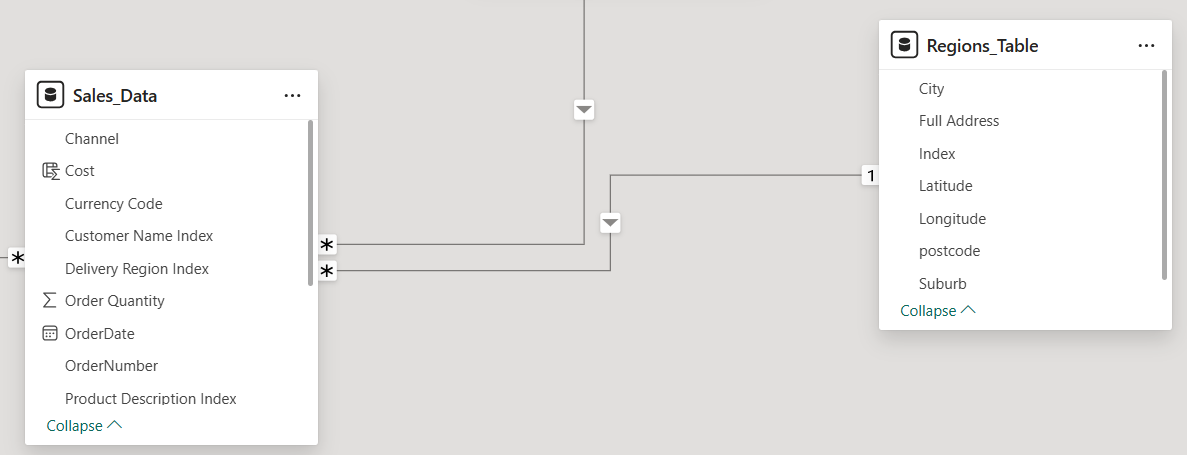 Sales_Data
Channel
Cost
Currency Code
Customer Name Index
Delivery Region Index
Order Quantity
OrderDate
OrderNumber
Product Description Index
Collapse
*
*
*
1
Regions_Table
City
Full Address
Index
Latitude
Longitude
postcode
Suburb
Collapse